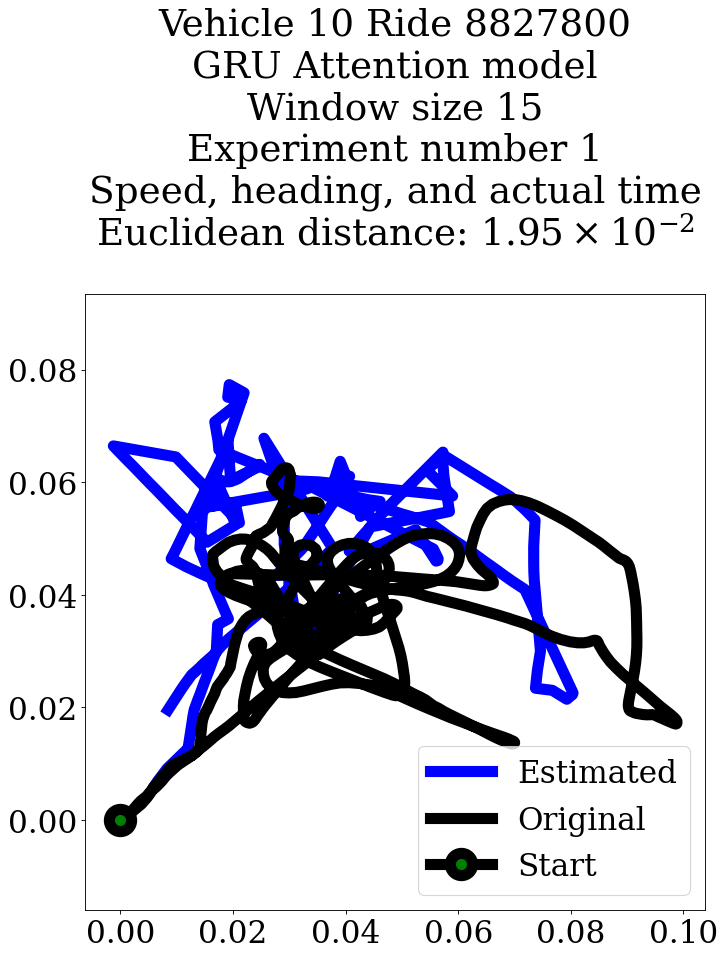 Vehicle 10 Ride 8827800
GRU Attention model
Window size 15
Experiment number 1
Speed, heading, and actual time
Euclidean distance: 1.95 × 10⁻²
0.08
0.06
0.04
0.02
0.00
0.00 0.02 0.04 0.06 0.08 0.10
Estimated
Original
Start